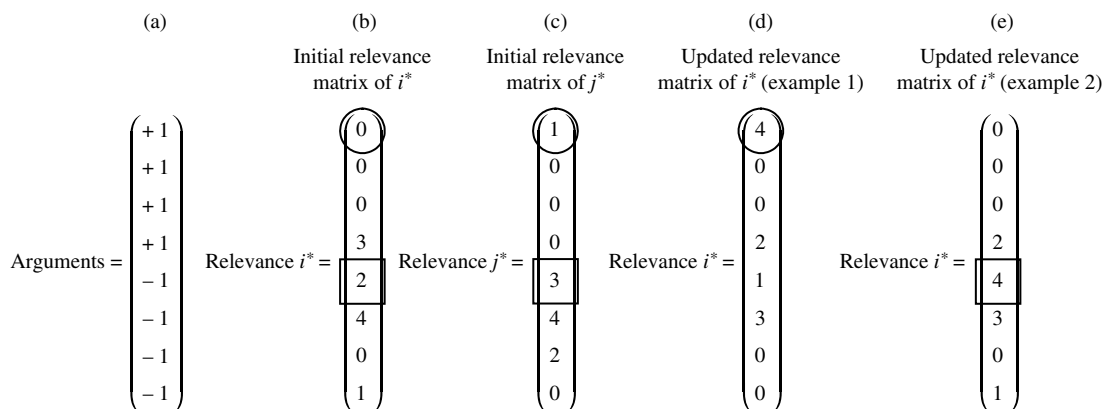 (a) (b) (c) (d) (e)
Initial relevance Initial relevance Updated relevance Updated relevance
matrix of i* matrix of j* matrix of i* (example 1) matrix of i* (example 2)
+ 1 0 1 4 0
+ 1 0 0 0 0
+ 1 0 0 0 0
+ 1 3 0 2 2
Arguments = – 1 Relevance i* = 2 Relevance j* = 3 Relevance i* = 1 Relevance i* = 4
– 1 4 4 3 3
– 1 0 2 0 0
– 1 1 0 0 1